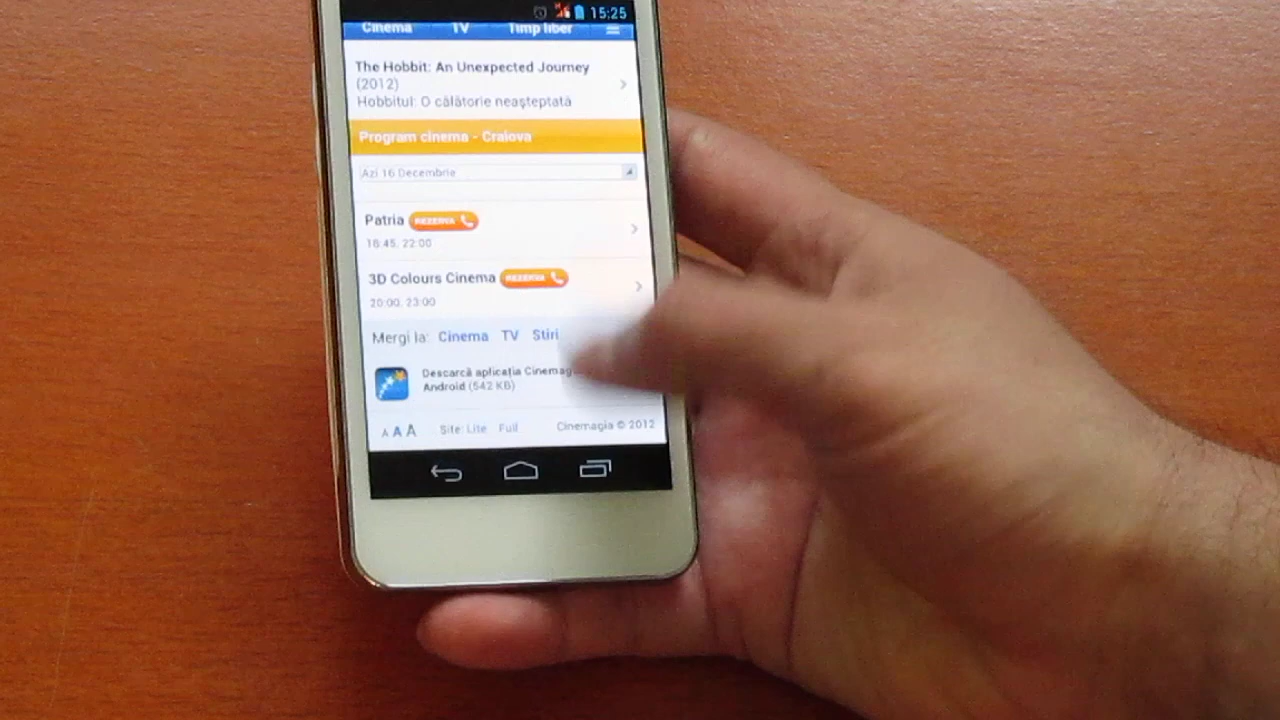 15:25
Cinema TV Timp liber
The Hobbit: An Unexpected Journey
(2012)
Hobbitul: O călătorie neașteptată
Program cinema - Craiova
Azi 16 Decembrie
Patria REZERVA
16:45, 22:00
3D Colours Cinema REZERVA
20:00, 23:00
Mergi la: Cinema TV Stiri
Descarcă aplicația
Android (542 KB)
A A A Site: Lite Full Cinemagia © 2012